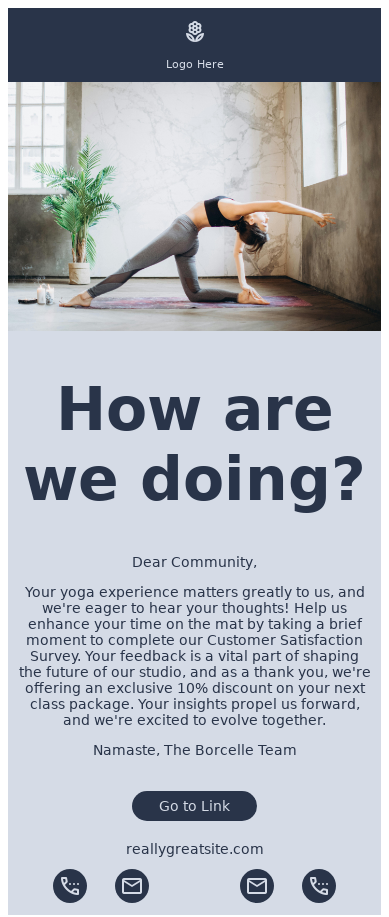 Logo Here
How are
we doing?
Dear Community,
Your yoga experience matters greatly to us, and
we're eager to hear your thoughts! Help us
enhance your time on the mat by taking a brief
moment to complete our Customer Satisfaction
Survey. Your feedback is a vital part of shaping
the future of our studio, and as a thank you, we're
offering an exclusive 10% discount on your next
class package. Your insights propel us forward,
and we're excited to evolve together.
Namaste, The Borcelle Team
Go to Link
reallygreatsite.com